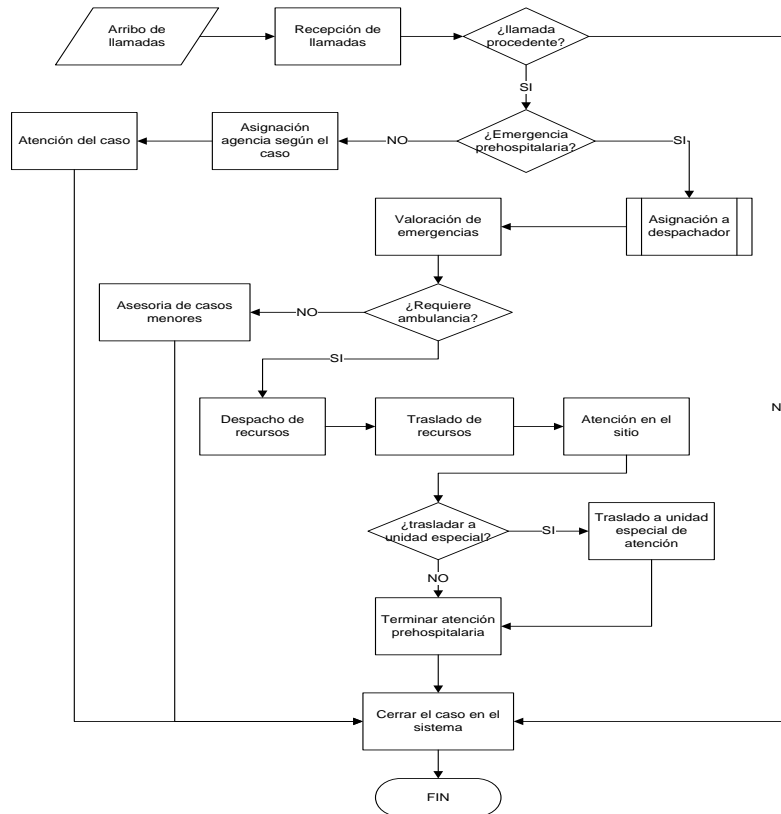 Arribo de
llamadas
Recepción de
llamadas
¿llamada
procedente?
SI
Atención del caso
Asignación
agencia según el
caso
NO
¿Emergencia
prehospitalaria?
SI
Valoración de
emergencias
Asignación a
despachador
Asesoria de casos
menores
NO
¿Requiere
ambulancia?
SI
Despacho de
recursos
Traslado de
recursos
Atención en el
sitio
N
¿trasladar a
unidad especial?
SI
Traslado a unidad
especial de
atención
NO
Terminar atención
prehospitalaria
Cerrar el caso en el
sistema
FIN